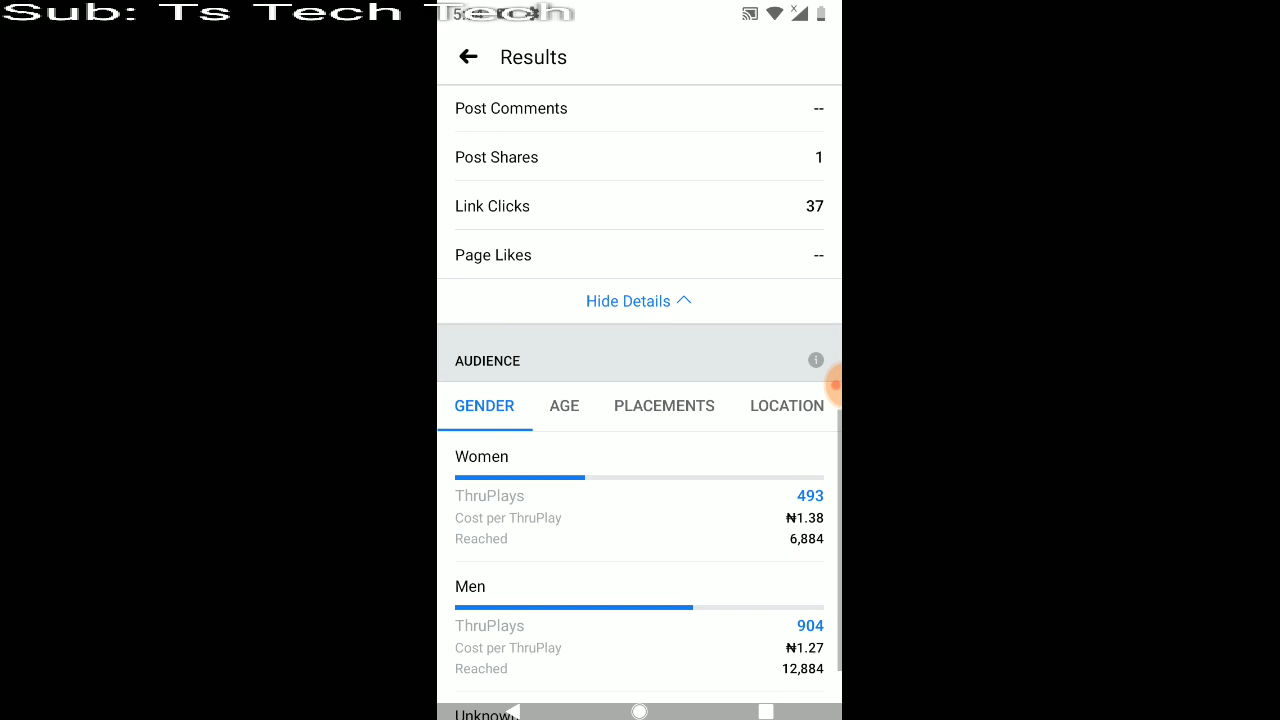 Sub: Ts Tech Tech
Results
Post Comments --
Post Shares 1
Link Clicks 37
Page Likes --
Hide Details
AUDIENCE
GENDER AGE PLACEMENTS LOCATION
Women
ThruPlays 493
Cost per ThruPlay ₦1.38
Reached 6,884
Men
ThruPlays 904
Cost per ThruPlay ₦1.27
Reached 12,884